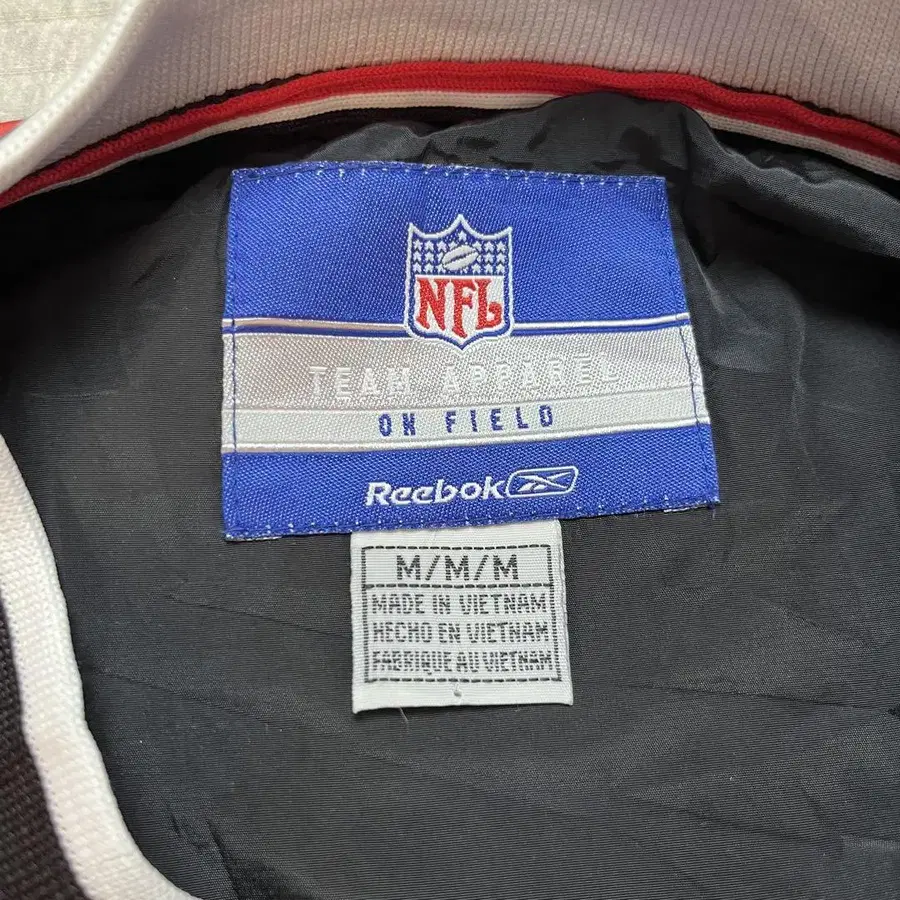 NFL
TEAM APPAREL
ON FIELD
Reebok
M/M/M
MADE IN VIETNAM
HECHO EN VIETNAM
FABRIQUE AU VIETNAM